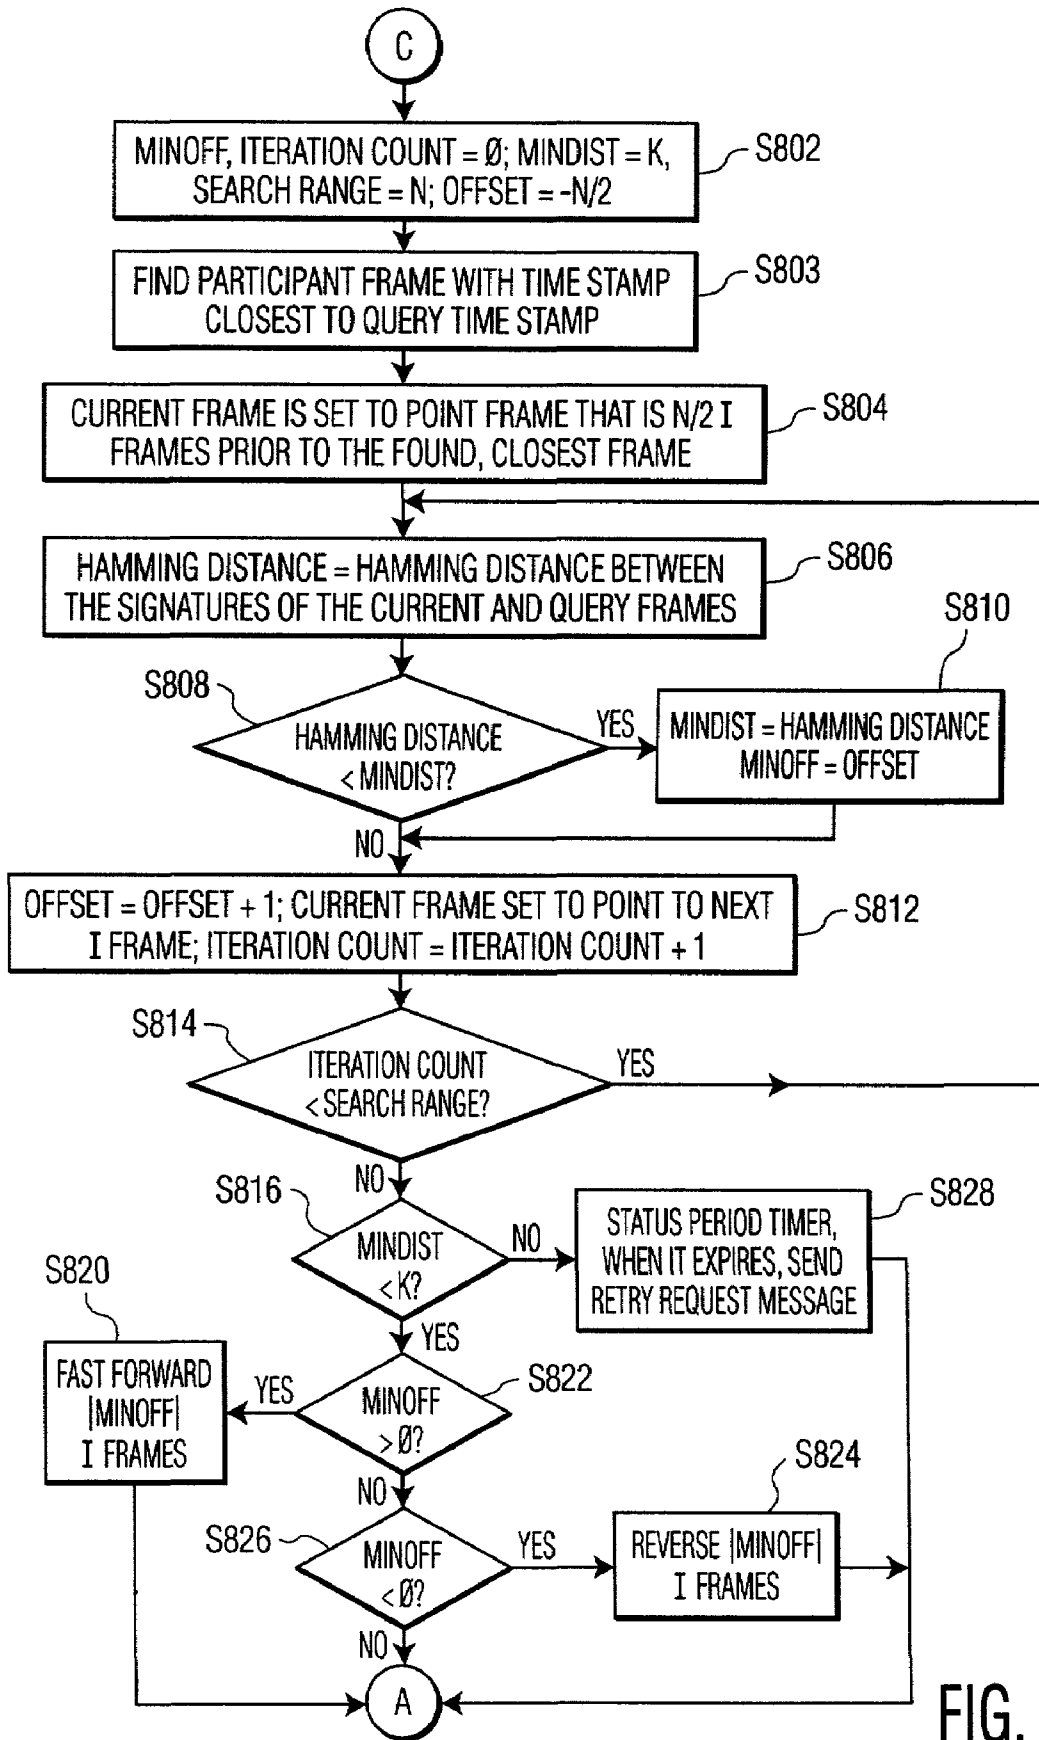 C
MINOFF, ITERATION COUNT = Ø; MINDIST = K,
SEARCH RANGE = N; OFFSET = -N/2
S802
FIND PARTICIPANT FRAME WITH TIME STAMP
CLOSEST TO QUERY TIME STAMP
S803
CURRENT FRAME IS SET TO POINT FRAME THAT IS N/2 I
FRAMES PRIOR TO THE FOUND, CLOSEST FRAME
S804
HAMMING DISTANCE = HAMMING DISTANCE BETWEEN
THE SIGNATURES OF THE CURRENT AND QUERY FRAMES
S806
S808
HAMMING DISTANCE
< MINDIST?
YES
S810
MINDIST = HAMMING DISTANCE
MINOFF = OFFSET
NO
OFFSET = OFFSET + 1; CURRENT FRAME SET TO POINT TO NEXT
I FRAME; ITERATION COUNT = ITERATION COUNT + 1
S812
S814
ITERATION COUNT
< SEARCH RANGE?
YES
NO
S816
MINDIST
< K?
NO
S828
STATUS PERIOD TIMER,
WHEN IT EXPIRES, SEND
RETRY REQUEST MESSAGE
YES
S820
FAST FORWARD
|MINOFF|
I FRAMES
YES
S822
MINOFF
> Ø?
NO
S826
MINOFF
< Ø?
YES
S824
REVERSE |MINOFF|
I FRAMES
NO
A
FIG.